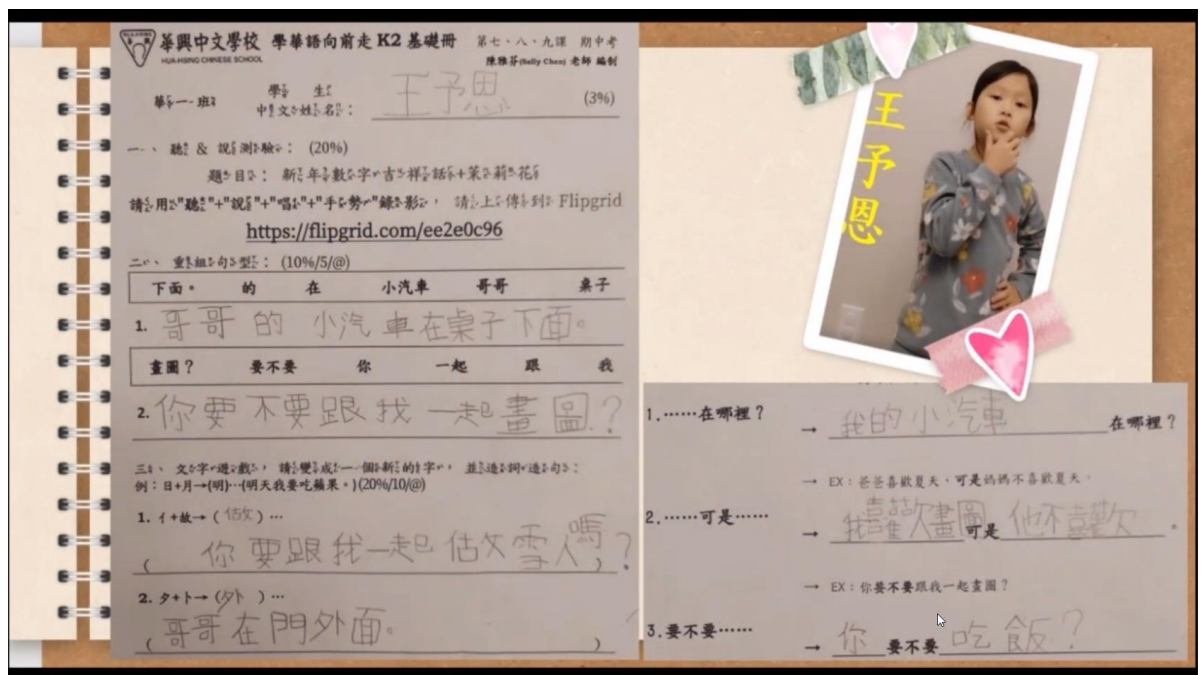 華興中文學校 學華語向前走 K2 基礎冊 第七、八、九課 期中考
HUA-HSING CHINESE SCHOOL
陳雅芬(Sally Chen) 老師 編制
華一-班 學生中文姓名： 王予恩 (3%)
一、 聽 & 說測驗： (20%)
題目： 新年數字吉祥話+茉莉花
請用"聽"+"說"+"唱"+"手勢"錄影， 請上傳到 Flipgrid
https://flipgrid.com/ee2e0c96
二、 重組句型： (10%/5/@)
下面。 的 在 小汽車 哥哥 桌子
1. 哥哥的小汽車在桌子下面。
畫圖？ 要不要 你 一起 跟 我
2. 你要不要跟我一起畫圖？
三、 文字遊戲， 請變成一個新的字， 並造詞造句：
例：日+月→(明)…(明天我要吃蘋果。)(20%/10/@)
1. 亻+故→ (做) …
( 你要跟我一起做雪人嗎？ )
2. 夕+卜→ (外) …
( 哥哥在門外面。 )
王予恩
1.……在哪裡？ → 我的小汽車 在哪裡？
→ EX：爸爸喜歡夏天，可是媽媽不喜歡夏天。
2.……可是…… → 我喜歡畫圖可是他不喜歡。
→ EX：你要不要跟我一起畫圖？
3.要不要…… → 你要不要吃飯？